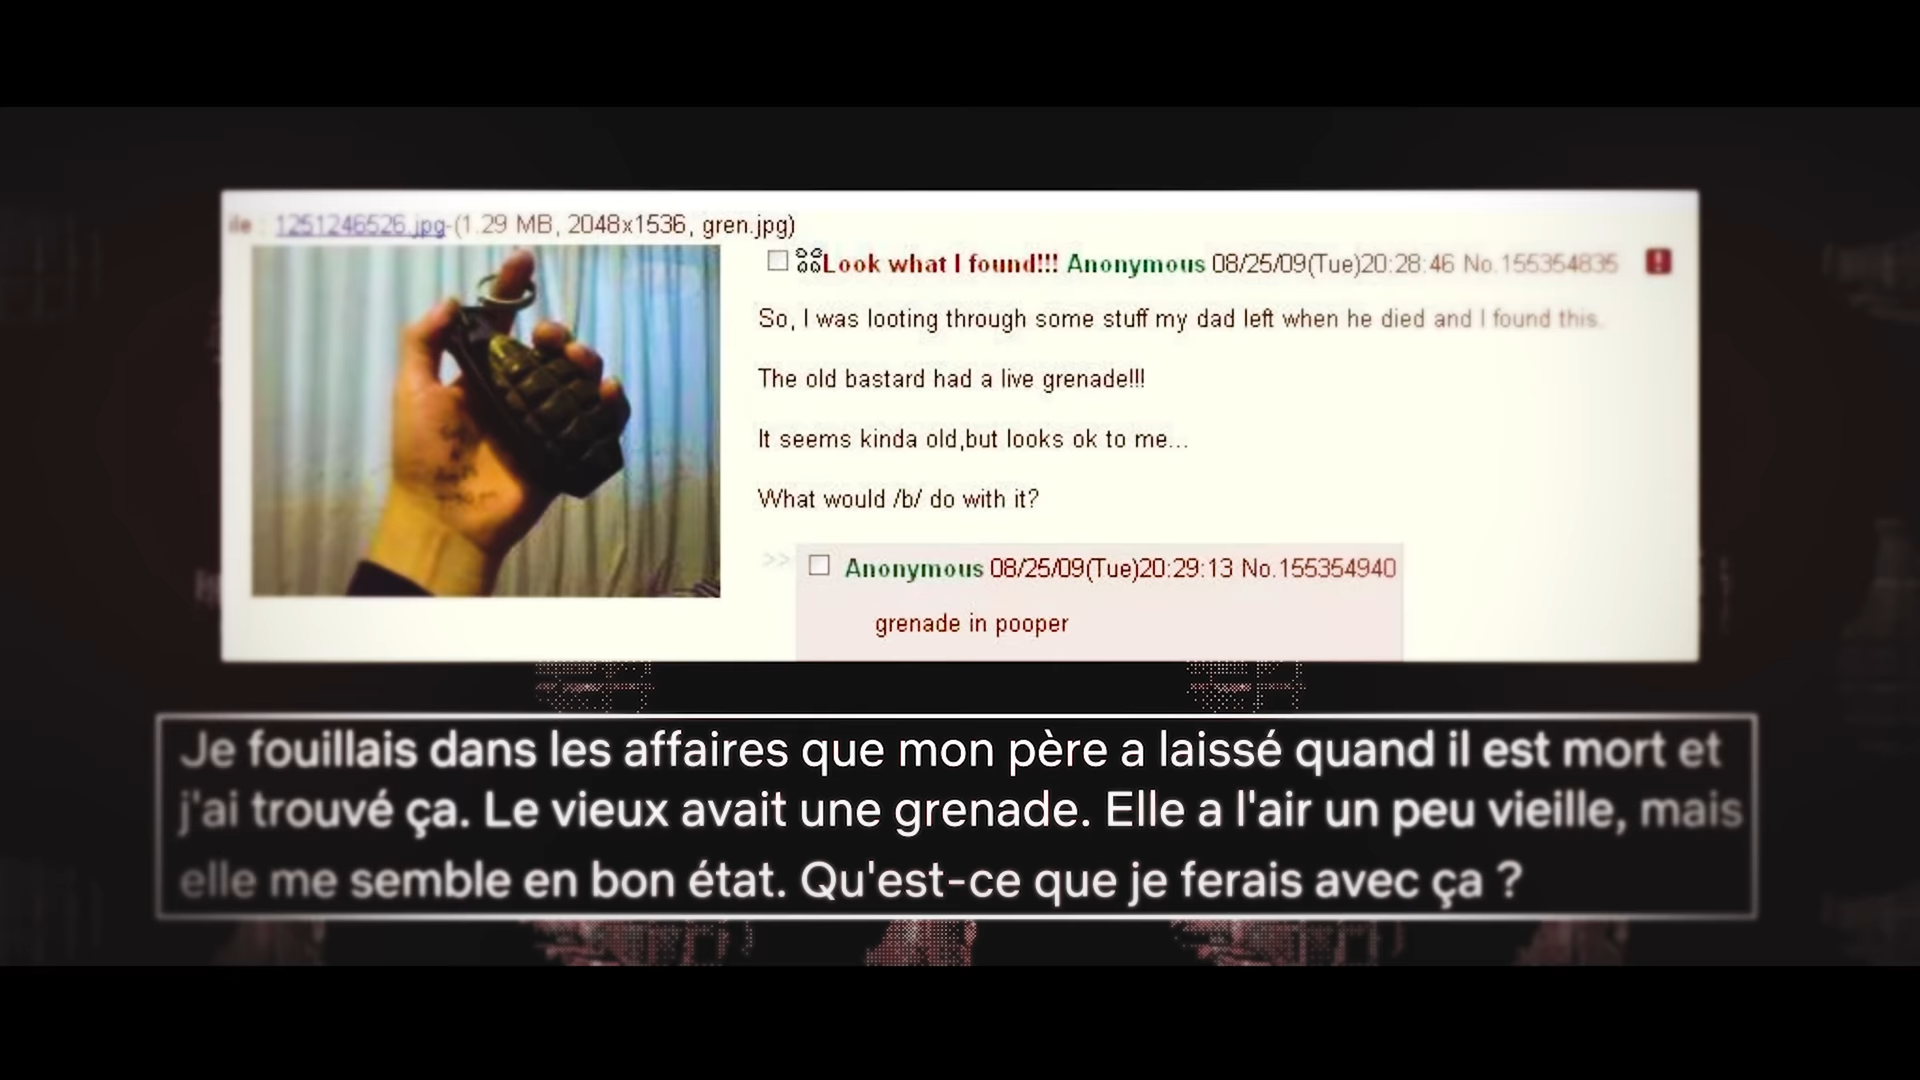 ile : 1251246526.jpg-(1.29 MB, 2048x1536, gren.jpg)
Look what I found!!! Anonymous 08/25/09(Tue)20:28:46 No.155354835
So, I was looting through some stuff my dad left when he died and I found this.
The old bastard had a live grenade!!!
It seems kinda old,but looks ok to me...
What would /b/ do with it?
>> Anonymous 08/25/09(Tue)20:29:13 No.155354940
grenade in pooper
Je fouillais dans les affaires que mon père a laissé quand il est mort et
j'ai trouvé ça. Le vieux avait une grenade. Elle a l'air un peu vieille, mais
elle me semble en bon état. Qu'est-ce que je ferais avec ça ?